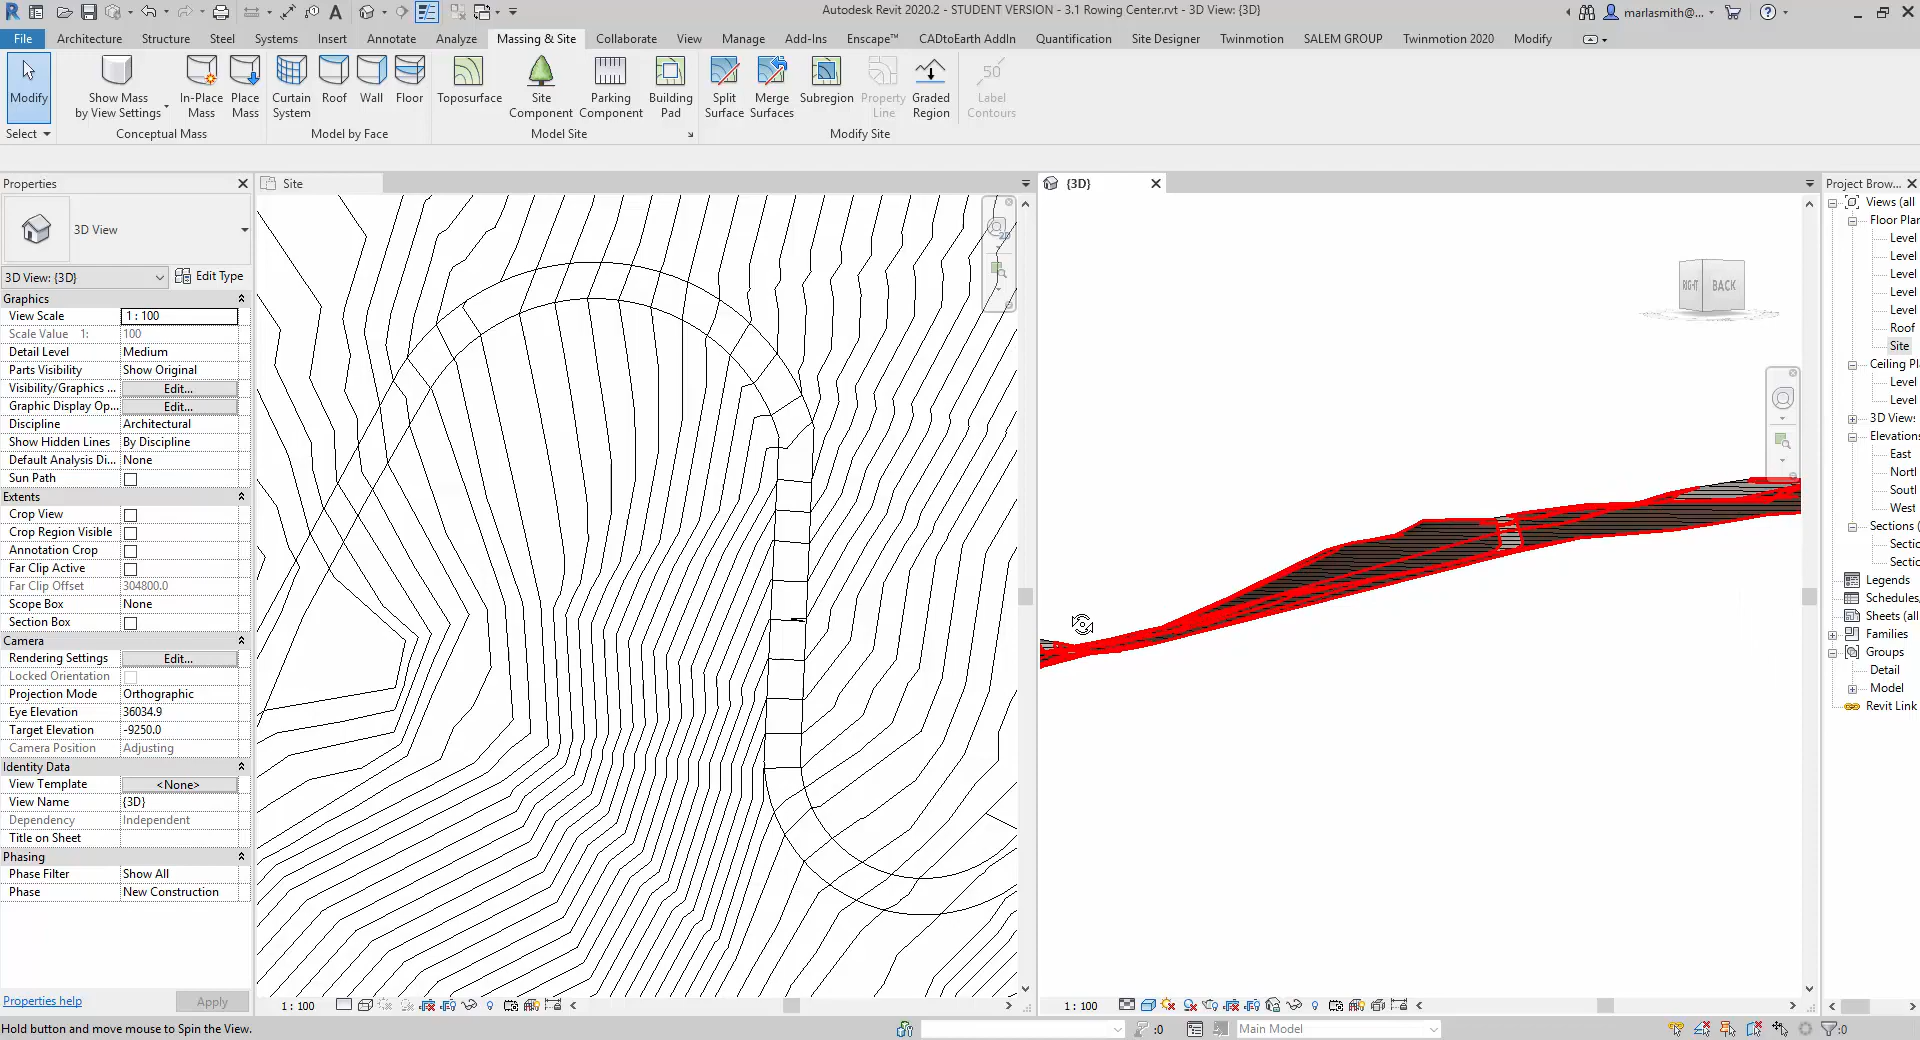 Autodesk Revit 2020.2 - STUDENT VERSION - 3.1 Rowing Center.rvt - 3D View: {3D}
marlasmith@...
File Architecture Structure Steel Systems Insert Annotate Analyze Massing & Site Collaborate View Manage Add-Ins Enscape™ CADtoEarth AddIn Quantification Site Designer Twinmotion SALEM GROUP Twinmotion 2020 Modify
Modify
Show Mass
by View Settings
In-Place
Mass
Place
Mass
Curtain
System
Roof
Wall
Floor
Toposurface
Site
Component
Parking
Component
Building
Pad
Split
Surface
Merge
Surfaces
Subregion
Property
Line
Graded
Region
50
Label
Contours
Select
Conceptual Mass
Model by Face
Model Site
Modify Site
Properties
3D View
3D View: {3D}
Edit Type
Graphics
View Scale 1 : 100
Scale Value 1: 100
Detail Level Medium
Parts Visibility Show Original
Visibility/Graphics ... Edit...
Graphic Display Op... Edit...
Discipline Architectural
Show Hidden Lines By Discipline
Default Analysis Di... None
Sun Path
Extents
Crop View
Crop Region Visible
Annotation Crop
Far Clip Active
Far Clip Offset 304800.0
Scope Box None
Section Box
Camera
Rendering Settings Edit...
Locked Orientation
Projection Mode Orthographic
Eye Elevation 36034.9
Target Elevation -9250.0
Camera Position Adjusting
Identity Data
View Template <None>
View Name {3D}
Dependency Independent
Title on Sheet
Phasing
Phase Filter Show All
Phase New Construction
Properties help
Apply
Site
2D
1 : 100
{3D}
RIGHT BACK
1 : 100
Project Brow...
Views (all
Floor Plan
Level
Level
Level
Level
Level
Roof
Site
Ceiling Pl
Level
Level
3D Views
Elevations
East
North
South
West
Sections (
Sectio
Sectio
Legends
Schedules,
Sheets (all
Families
Groups
Detail
Model
Revit Link
Hold button and move mouse to Spin the View.
:0
Main Model
:0